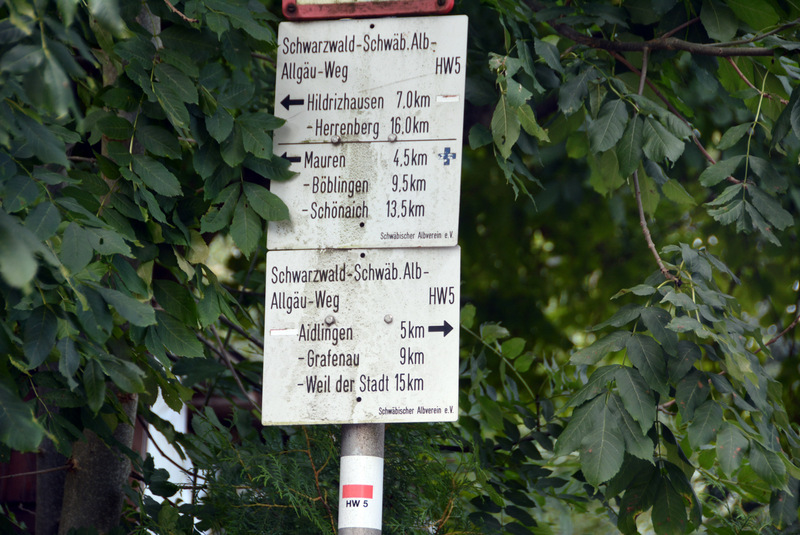 Schwarzwald-Schwäb.Alb-
Allgäu-Weg HW5
Hildrizhausen 7.0km
-Herrenberg 16.0km
Mauren 4.5km
-Böblingen 9.5km
-Schönaich 13.5km
Schwäbischer Albverein e.V.
Schwarzwald-Schwäb.Alb-
Allgäu-Weg HW5
Aidlingen 5km
-Grafenau 9km
-Weil der Stadt 15km
Schwäbischer Albverein e.V.
HW 5